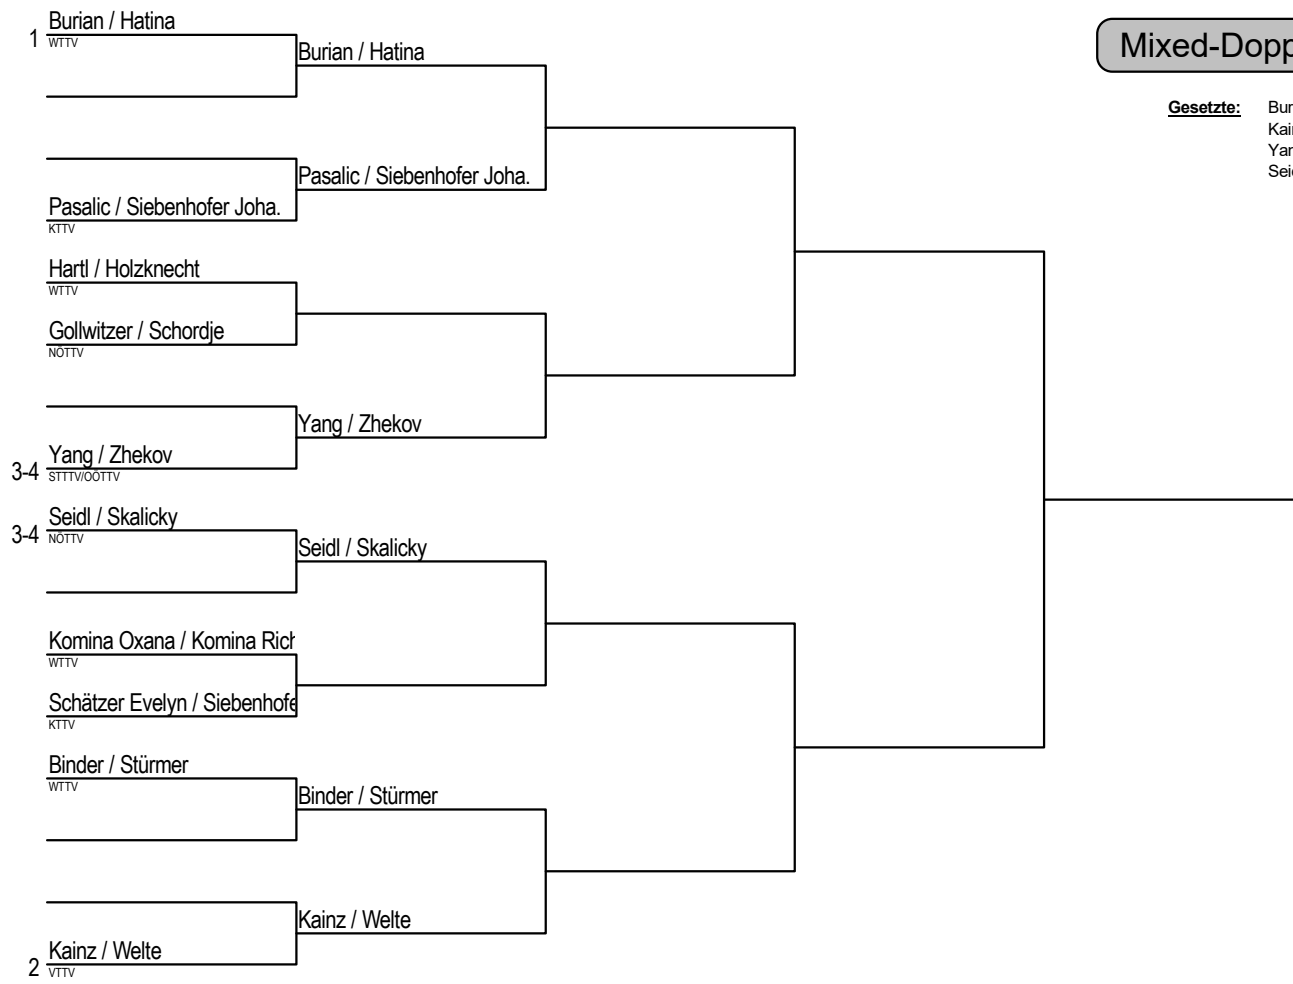 Burian / Hatina
1
WTTV
Burian / Hatina
Mixed-Dopp
Gesetzte:
Pasalic / Siebenhofer Joha.
Pasalic / Siebenhofer Joha.
KTTV
Hartl / Holzknecht
WTTV
Gollwitzer / Schordje
NÖTTV
Yang / Zhekov
Yang / Zhekov
3-4
STTTV/OÖTTV
Seidl / Skalicky
3-4
NÖTTV
Seidl / Skalicky
Komina Oxana / Komina Rich
WTTV
Schätzer Evelyn / Siebenhofe
KTTV
Binder / Stürmer
WTTV
Binder / Stürmer
Kainz / Welte
Kainz / Welte
2
VTTV